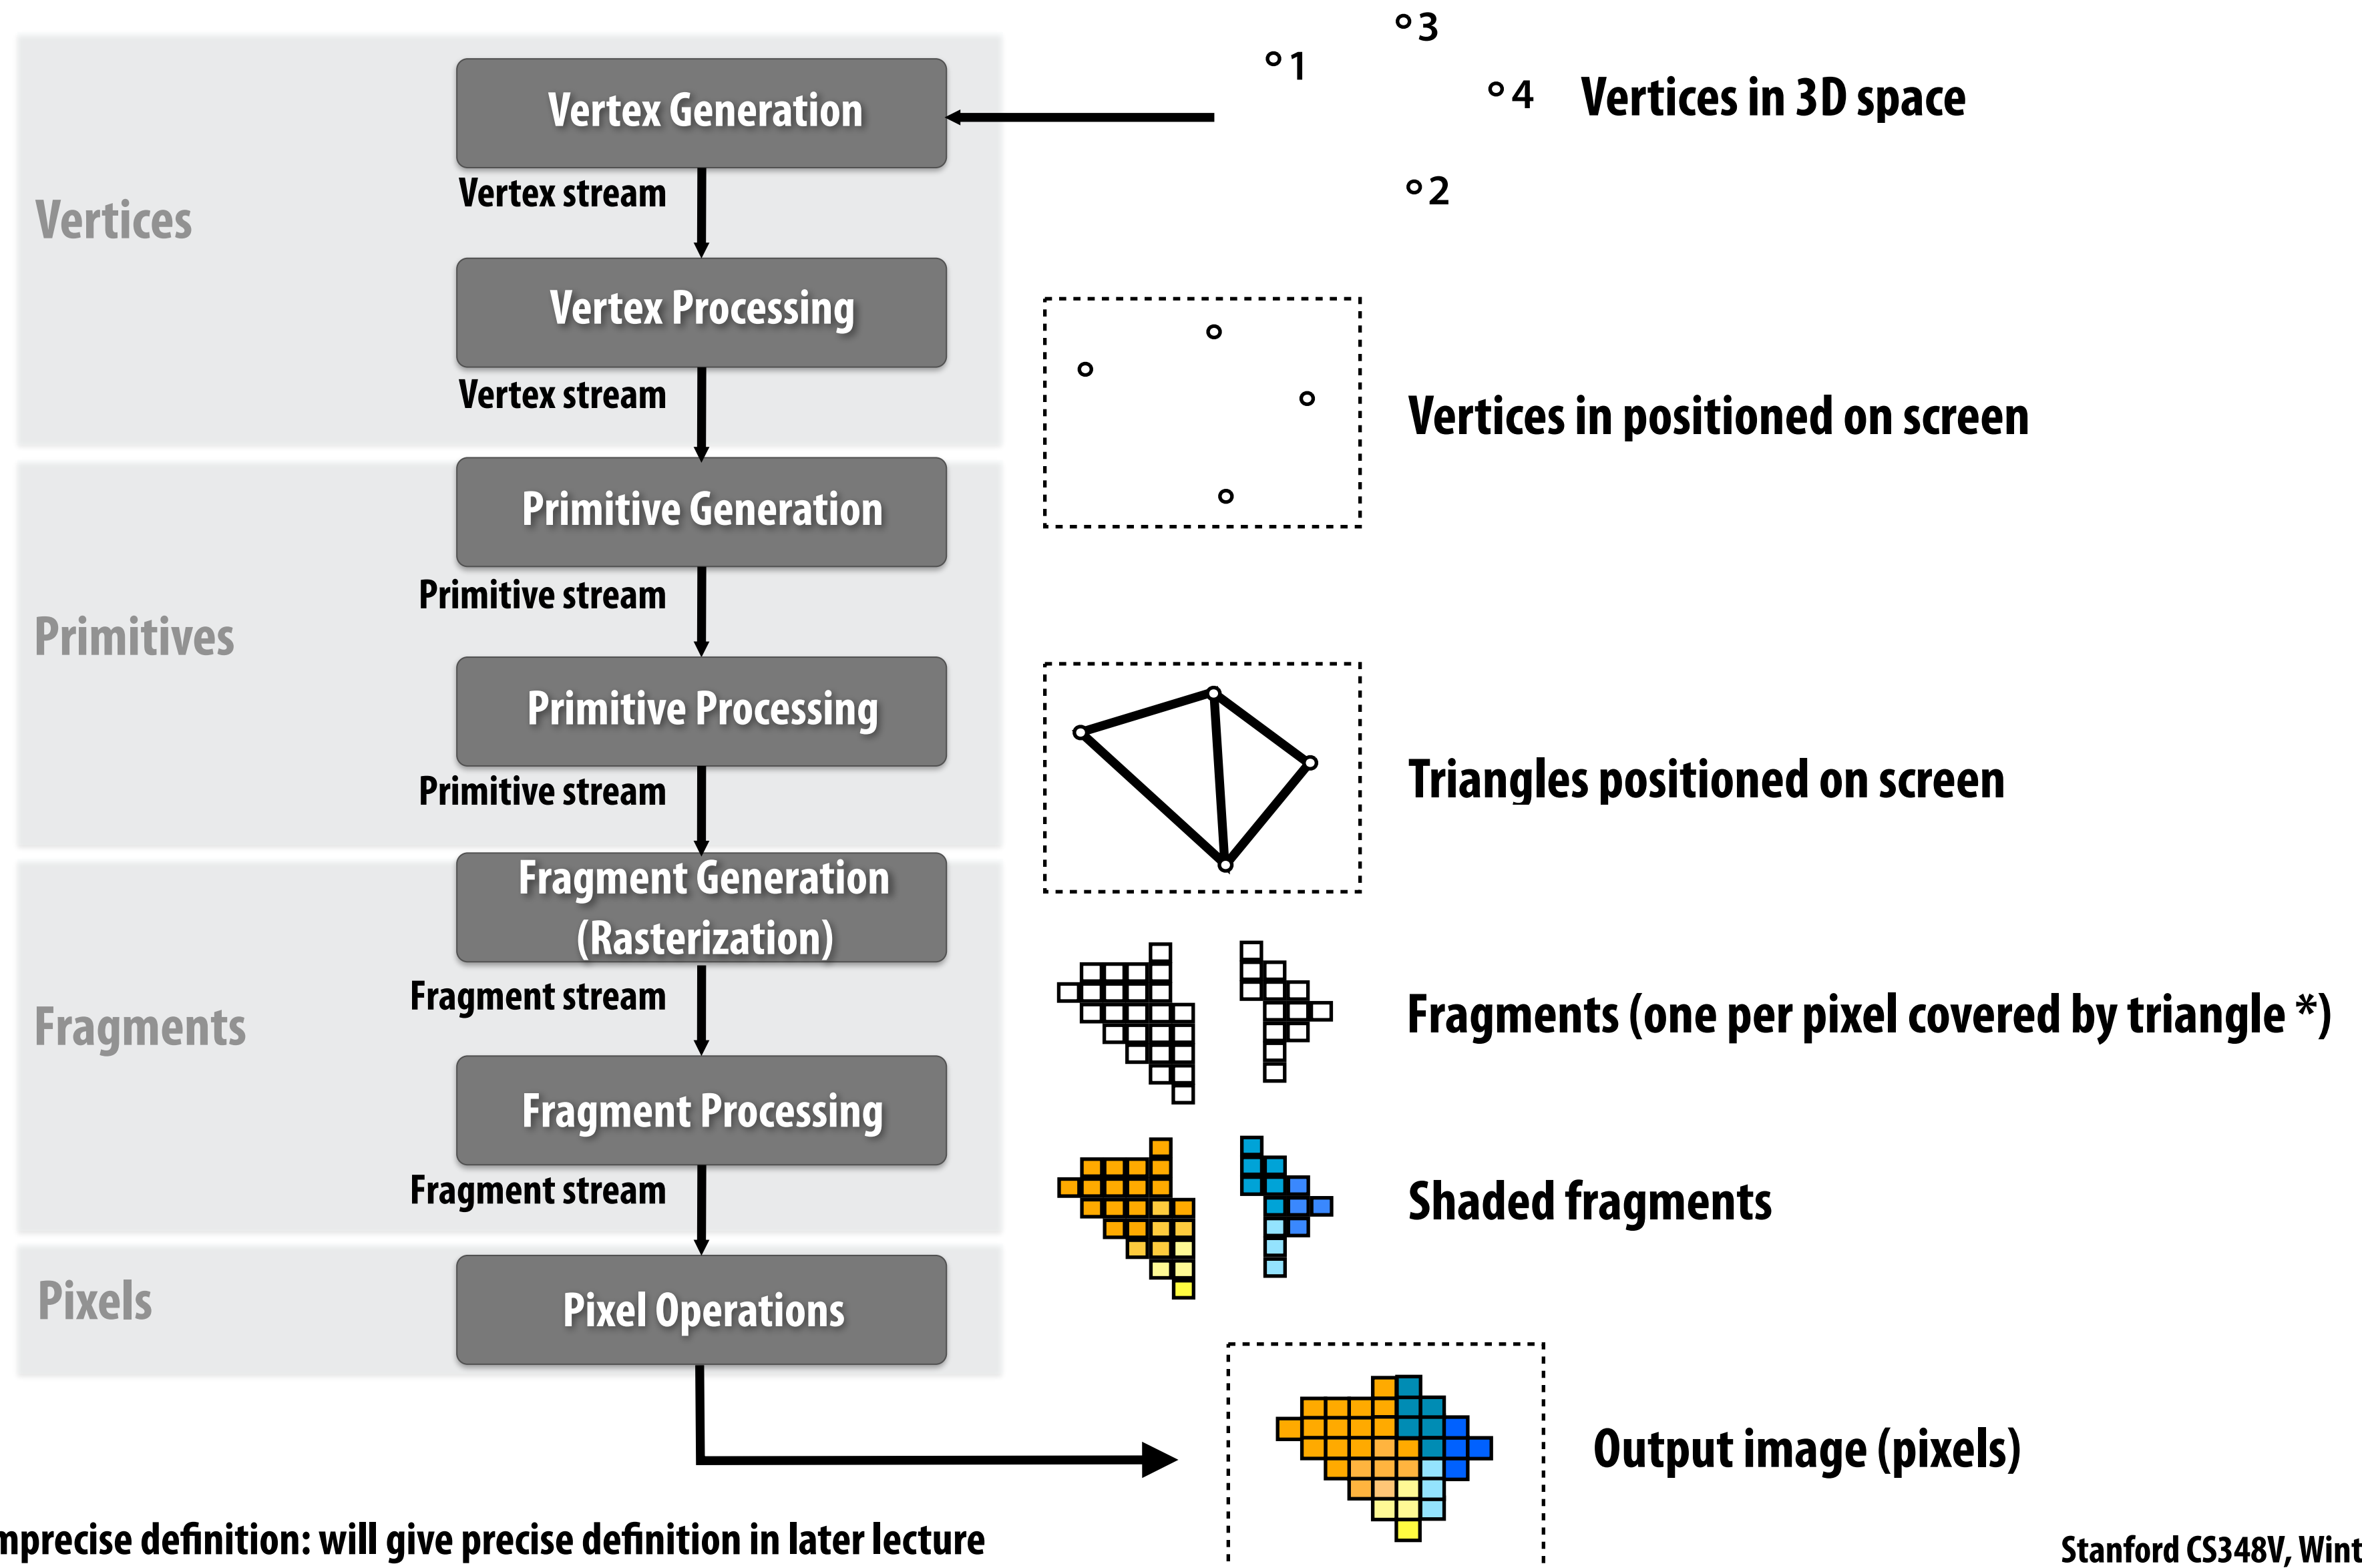 3
1
4
Vertices in 3D space
2
Vertex Generation
Vertex stream
Vertices
Vertex Processing
Vertex stream
Vertices in positioned on screen
Primitive Generation
Primitive stream
Primitives
Primitive Processing
Primitive stream
Triangles positioned on screen
Fragment Generation
(Rasterization)
Fragment stream
Fragments
Fragments (one per pixel covered by triangle *)
Fragment Processing
Fragment stream
Shaded fragments
Pixels
Pixel Operations
Output image (pixels)
mprecise definition: will give precise definition in later lecture
Stanford CS348V, Wint